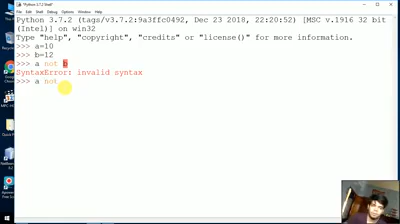 *Python 3.7.2 Shell*
File Edit Shell Debug Options Window Help
Python 3.7.2 (tags/v3.7.2:9a3ffc0492, Dec 23 2018, 22:20:52) [MSC v.1916 32 bit
(Intel)] on win32
Type "help", "copyright", "credits" or "license()" for more information.
>>> a=10
>>> b=12
>>> a not b
SyntaxError: invalid syntax
>>> a not